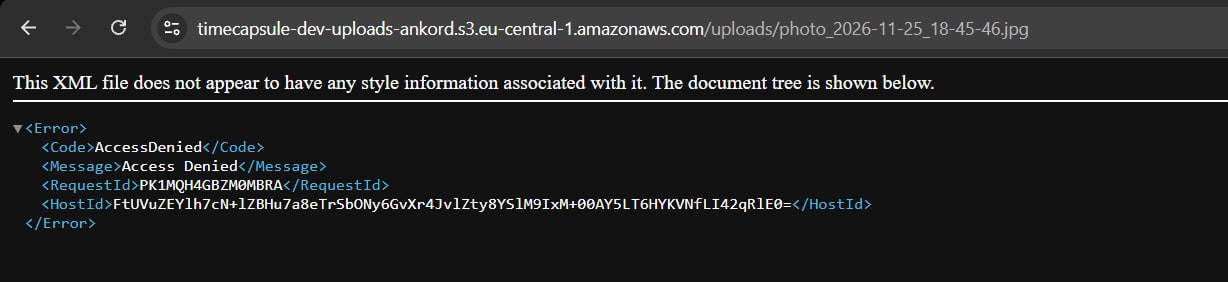 timecapsule-dev-uploads-ankord.s3.eu-central-1.amazonaws.com/uploads/photo_2026-11-25_18-45-46.jpg
This XML file does not appear to have any style information associated with it. The document tree is shown below.
▼<Error>
<Code>AccessDenied</Code>
<Message>Access Denied</Message>
<RequestId>PK1MQH4GBZM0MBRA</RequestId>
<HostId>FtUVuZEYlh7cN+lZBHu7a8eTrSbONy6GvXr4JvlZty8YSlM9IxM+00AY5LT6HYKVNfLI42qRlE0=</HostId>
</Error>